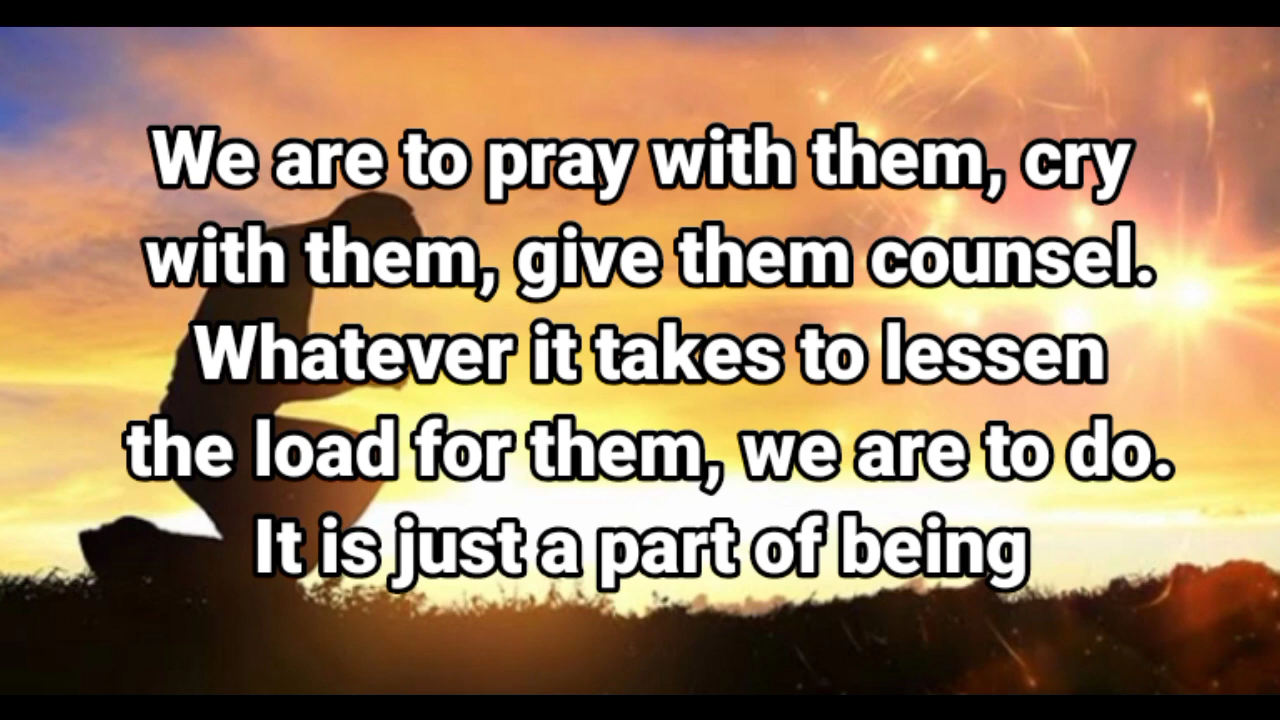 We are to pray with them, cry
with them, give them counsel.
Whatever it takes to lessen
the load for them, we are to do.
It is just a part of being